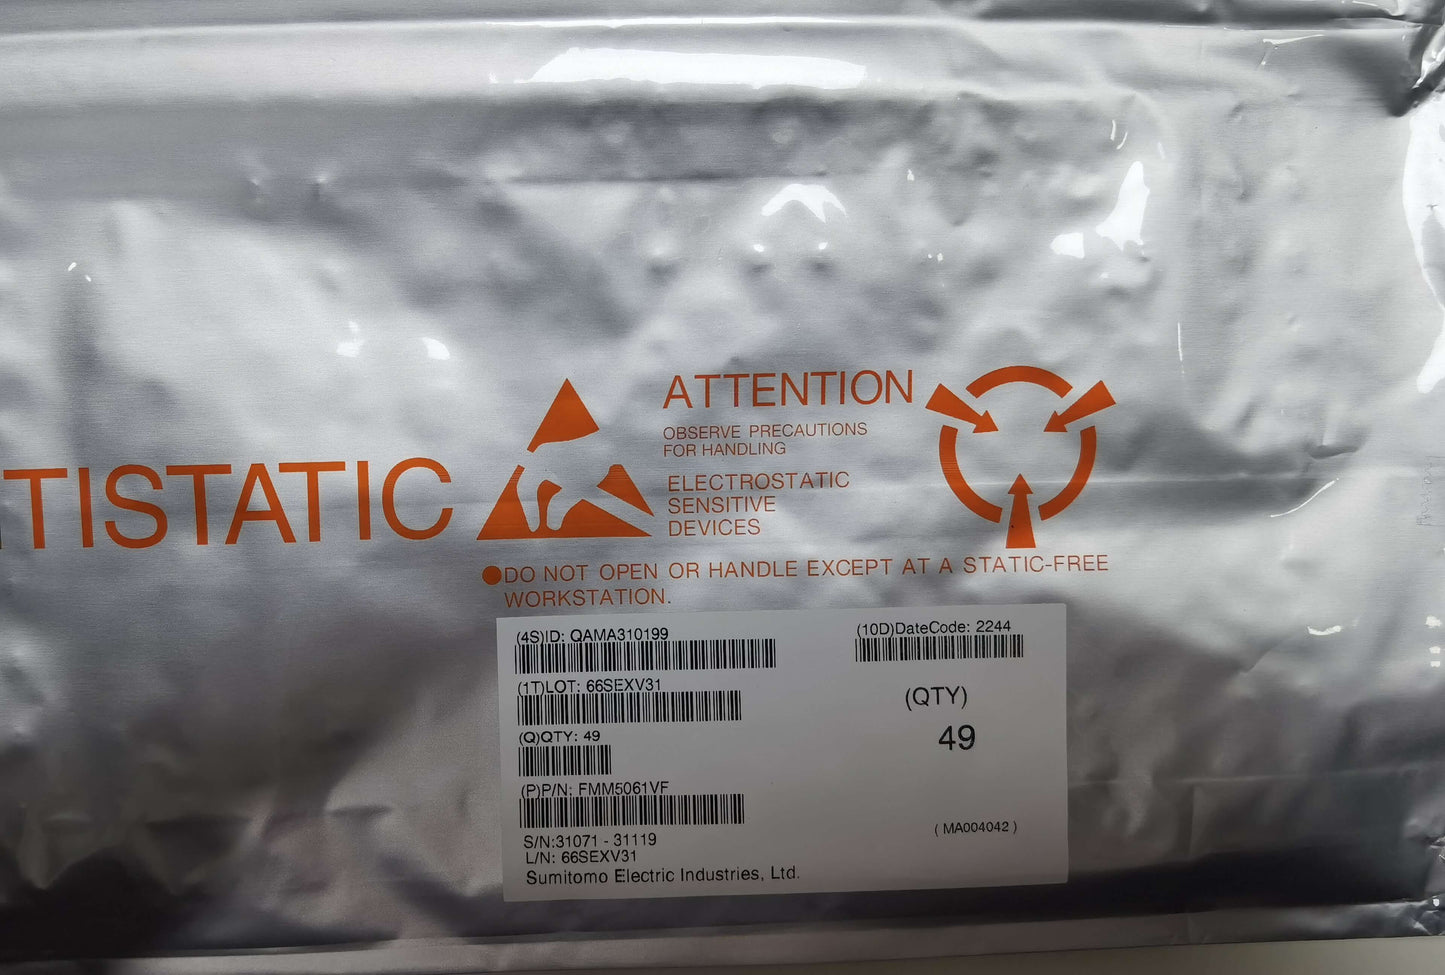 TISTATIC
ATTENTION
OBSERVE PRECAUTIONS
FOR HANDLING
ELECTROSTATIC
SENSITIVE
DEVICES
DO NOT OPEN OR HANDLE EXCEPT AT A STATIC-FREE
WORKSTATION.
(4S)ID: QAMA310199
(10D)DateCode: 2244
(1T)LOT: 66SEXV31
(QTY)
49
(Q)QTY: 49
(P)P/N: FMM5061VF
(MA004042)
S/N:31071 - 31119
L/N: 66SEXV31
Sumitomo Electric Industries, Ltd.